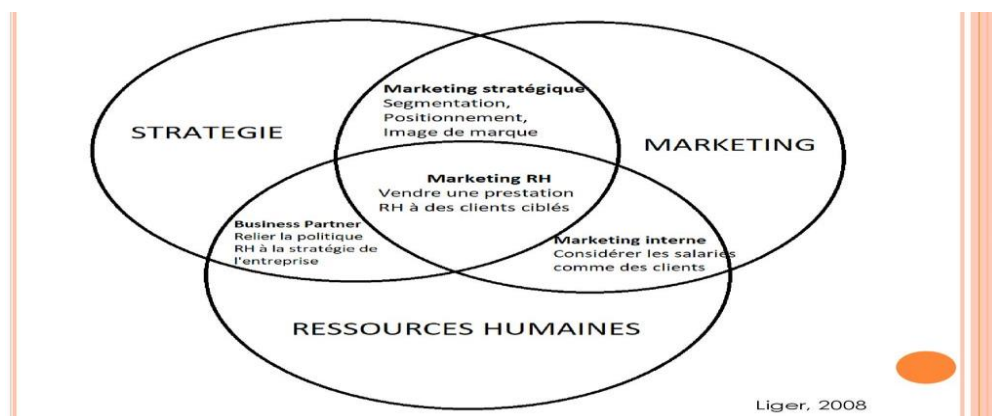 Marketing stratégique
Segmentation,
Positionnement,
Image de marque
STRATEGIE
MARKETING
Marketing RH
Vendre une prestation
RH à des clients ciblés
Business Partner
Relier la politique
RH à la stratégie de
l'entreprise
Marketing interne
Considérer les salariés
comme des clients
RESSOURCES HUMAINES
Liger, 2008